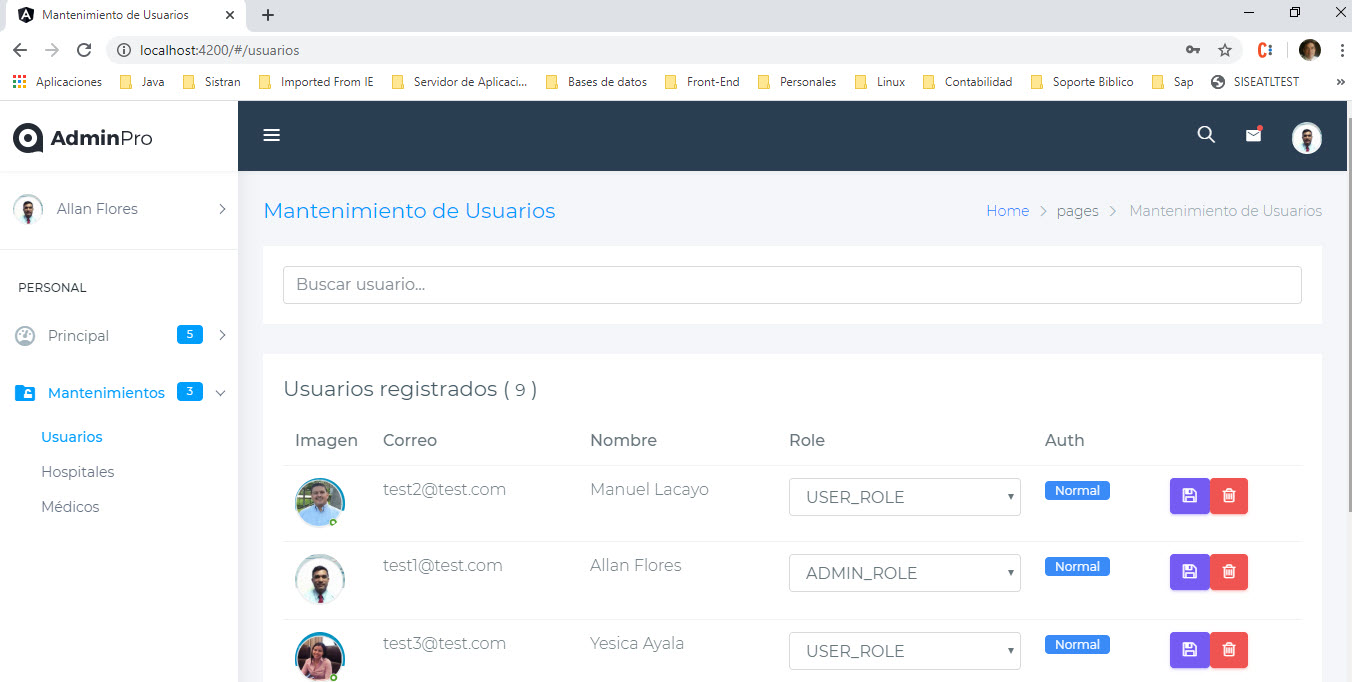 Mantenimiento de Usuarios
localhost:4200/#/usuarios
Aplicaciones Java Sistran Imported From IE Servidor de Aplicaci... Bases de datos Front-End Personales Linux Contabilidad Soporte Biblico Sap SISEATLTEST »
AdminPro
Allan Flores
Mantenimiento de Usuarios
Home > pages > Mantenimiento de Usuarios
PERSONAL
Buscar usuario...
Principal 5
Mantenimientos 3
Usuarios
Hospitales
Médicos
Usuarios registrados ( 9 )
Imagen Correo Nombre Role Auth
test2@test.com Manuel Lacayo USER_ROLE Normal
test1@test.com Allan Flores ADMIN_ROLE Normal
test3@test.com Yesica Ayala USER_ROLE Normal